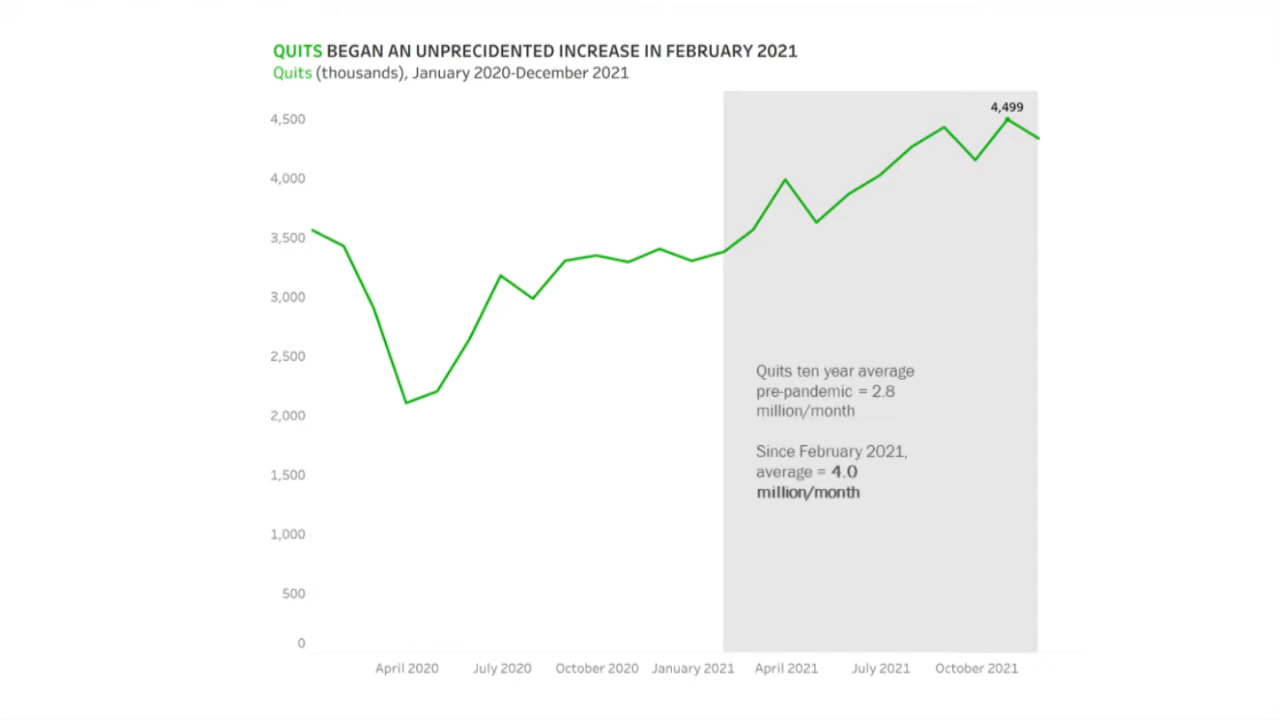 QUITS BEGAN AN UNPRECIDENTED INCREASE IN FEBRUARY 2021
Quits (thousands), January 2020-December 2021
4,499
4,500
4,000
3,500
3,000
2,500
2,000
1,500
1,000
500
0
Quits ten year average
pre-pandemic = 2.8
million/month
Since February 2021,
average = 4.0
million/month
April 2020 July 2020 October 2020 January 2021 April 2021 July 2021 October 2021